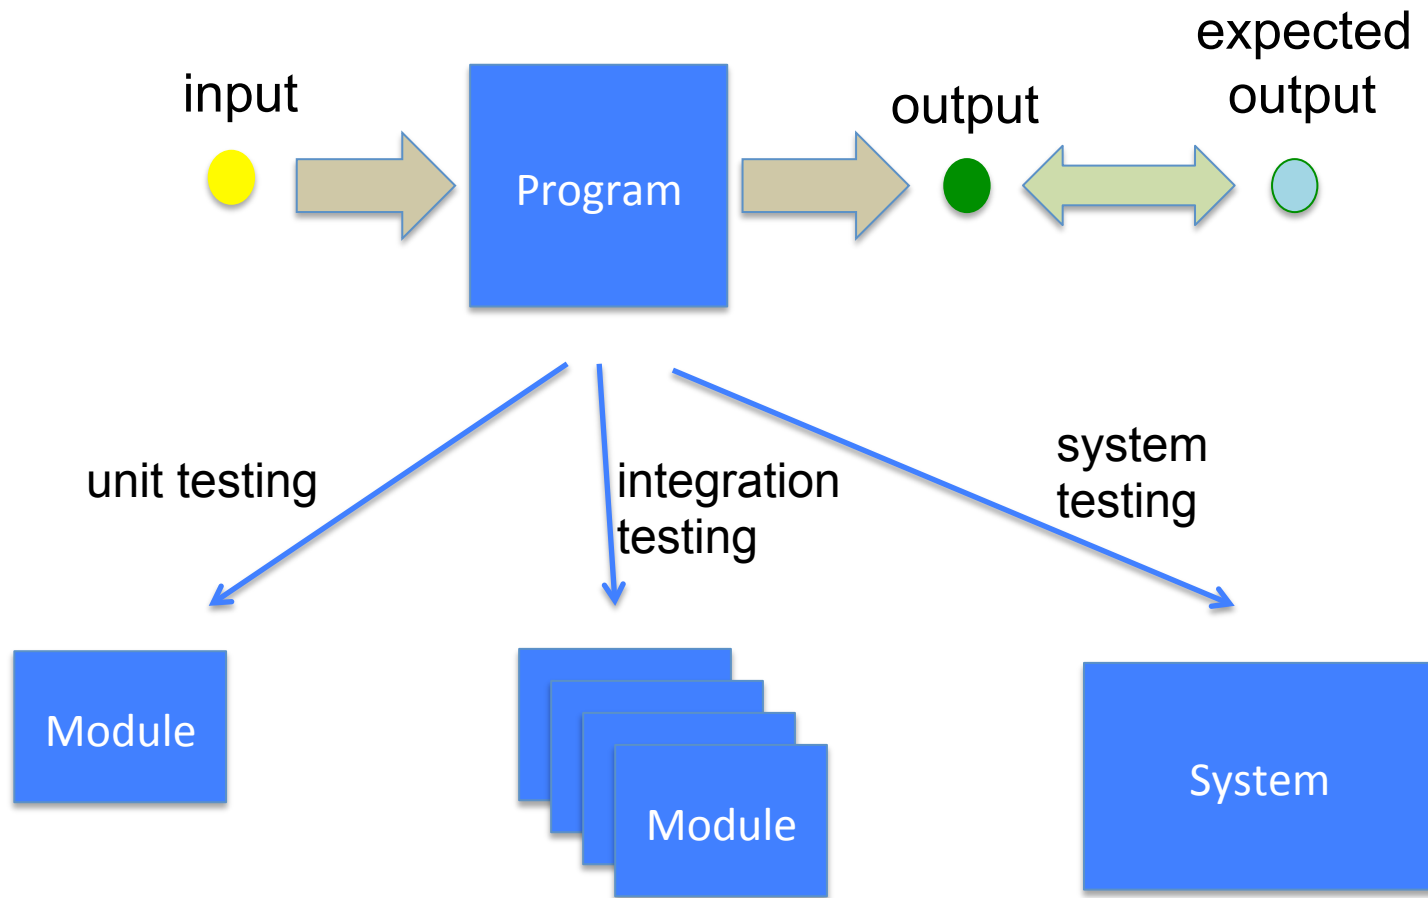 expected
output
input
output
Program
unit testing
integration
testing
system
testing
Module
Module
System